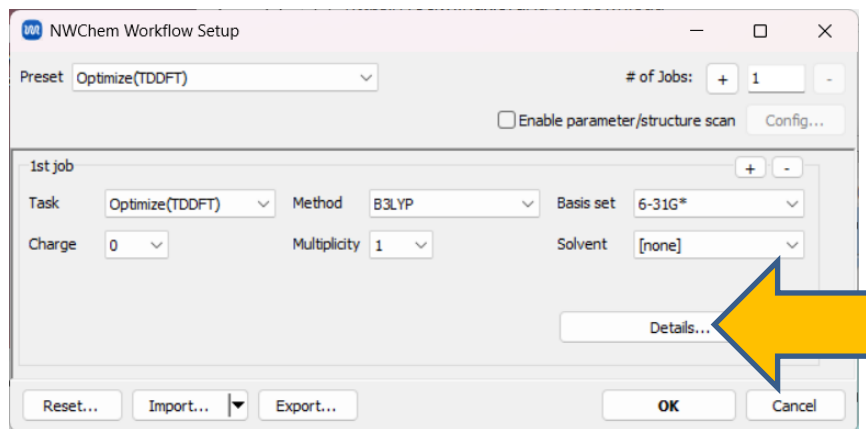 NWChem Workflow Setup
Preset Optimize(TDDFT) # of Jobs: + 1 -
Enable parameter/structure scan Config...
1st job + -
Task Optimize(TDDFT) Method B3LYP Basis set 6-31G*
Charge 0 Multiplicity 1 Solvent [none]
Details...
Reset... Import... Export... OK Cancel